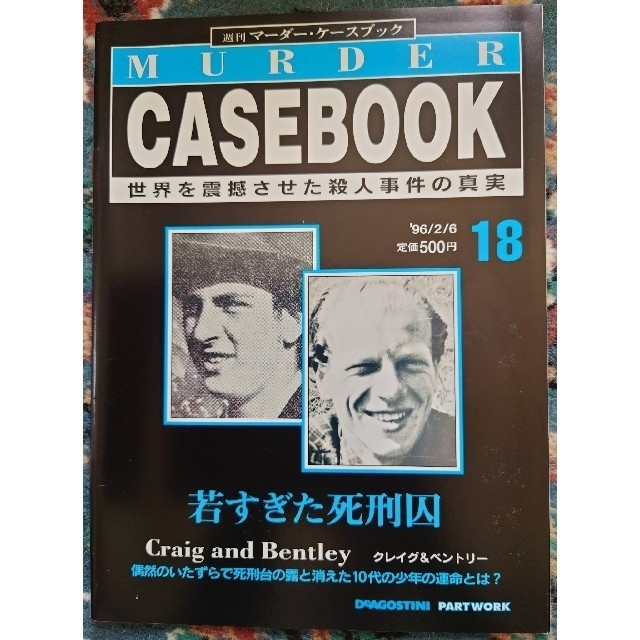 週刊 マーダー・ケースブック
MURDER
CASEBOOK
世界を震撼させた殺人事件の真実
'96/2/6
定価500円
18
若すぎた死刑囚
Craig and Bentley クレイグ&ベントリー
偶然のいたずらで死刑台の露と消えた10代の少年の運命とは?
DEAGOSTINI PARTWORK